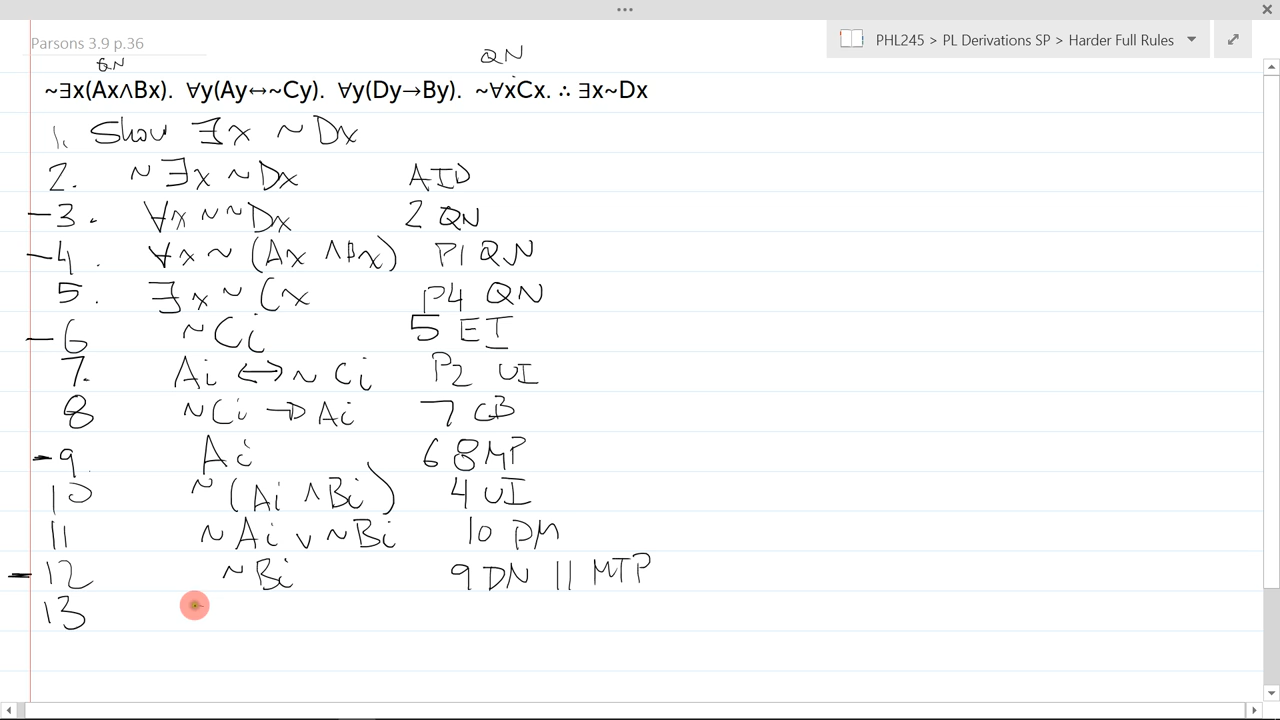 Parsons 3.9 p.36
PHL245 > PL Derivations SP > Harder Full Rules
QN QN
~∃x(Ax∧Bx). ∀y(Ay↔~Cy). ∀y(Dy→By). ~∀xCx. ∴ ∃x~Dx
1. Show ∃x ~Dx
2. ~∃x ~Dx AID
–3. ∀x ~~Dx 2 QN
–4. ∀x ~(Ax ∧Bx) P1 QN
5. ∃x ~Cx P4 QN
–6 ~Ci 5 EI
7. Ai ↔ ~Ci P2 UI
8 ~Ci → Ai 7 CB
–9. Ai 6 8 MP
10 ~(Ai ∧Bi) 4 UI
11 ~Ai ∨ ~Bi 10 DM
–12 ~Bi 9 DN 11 MTP
13